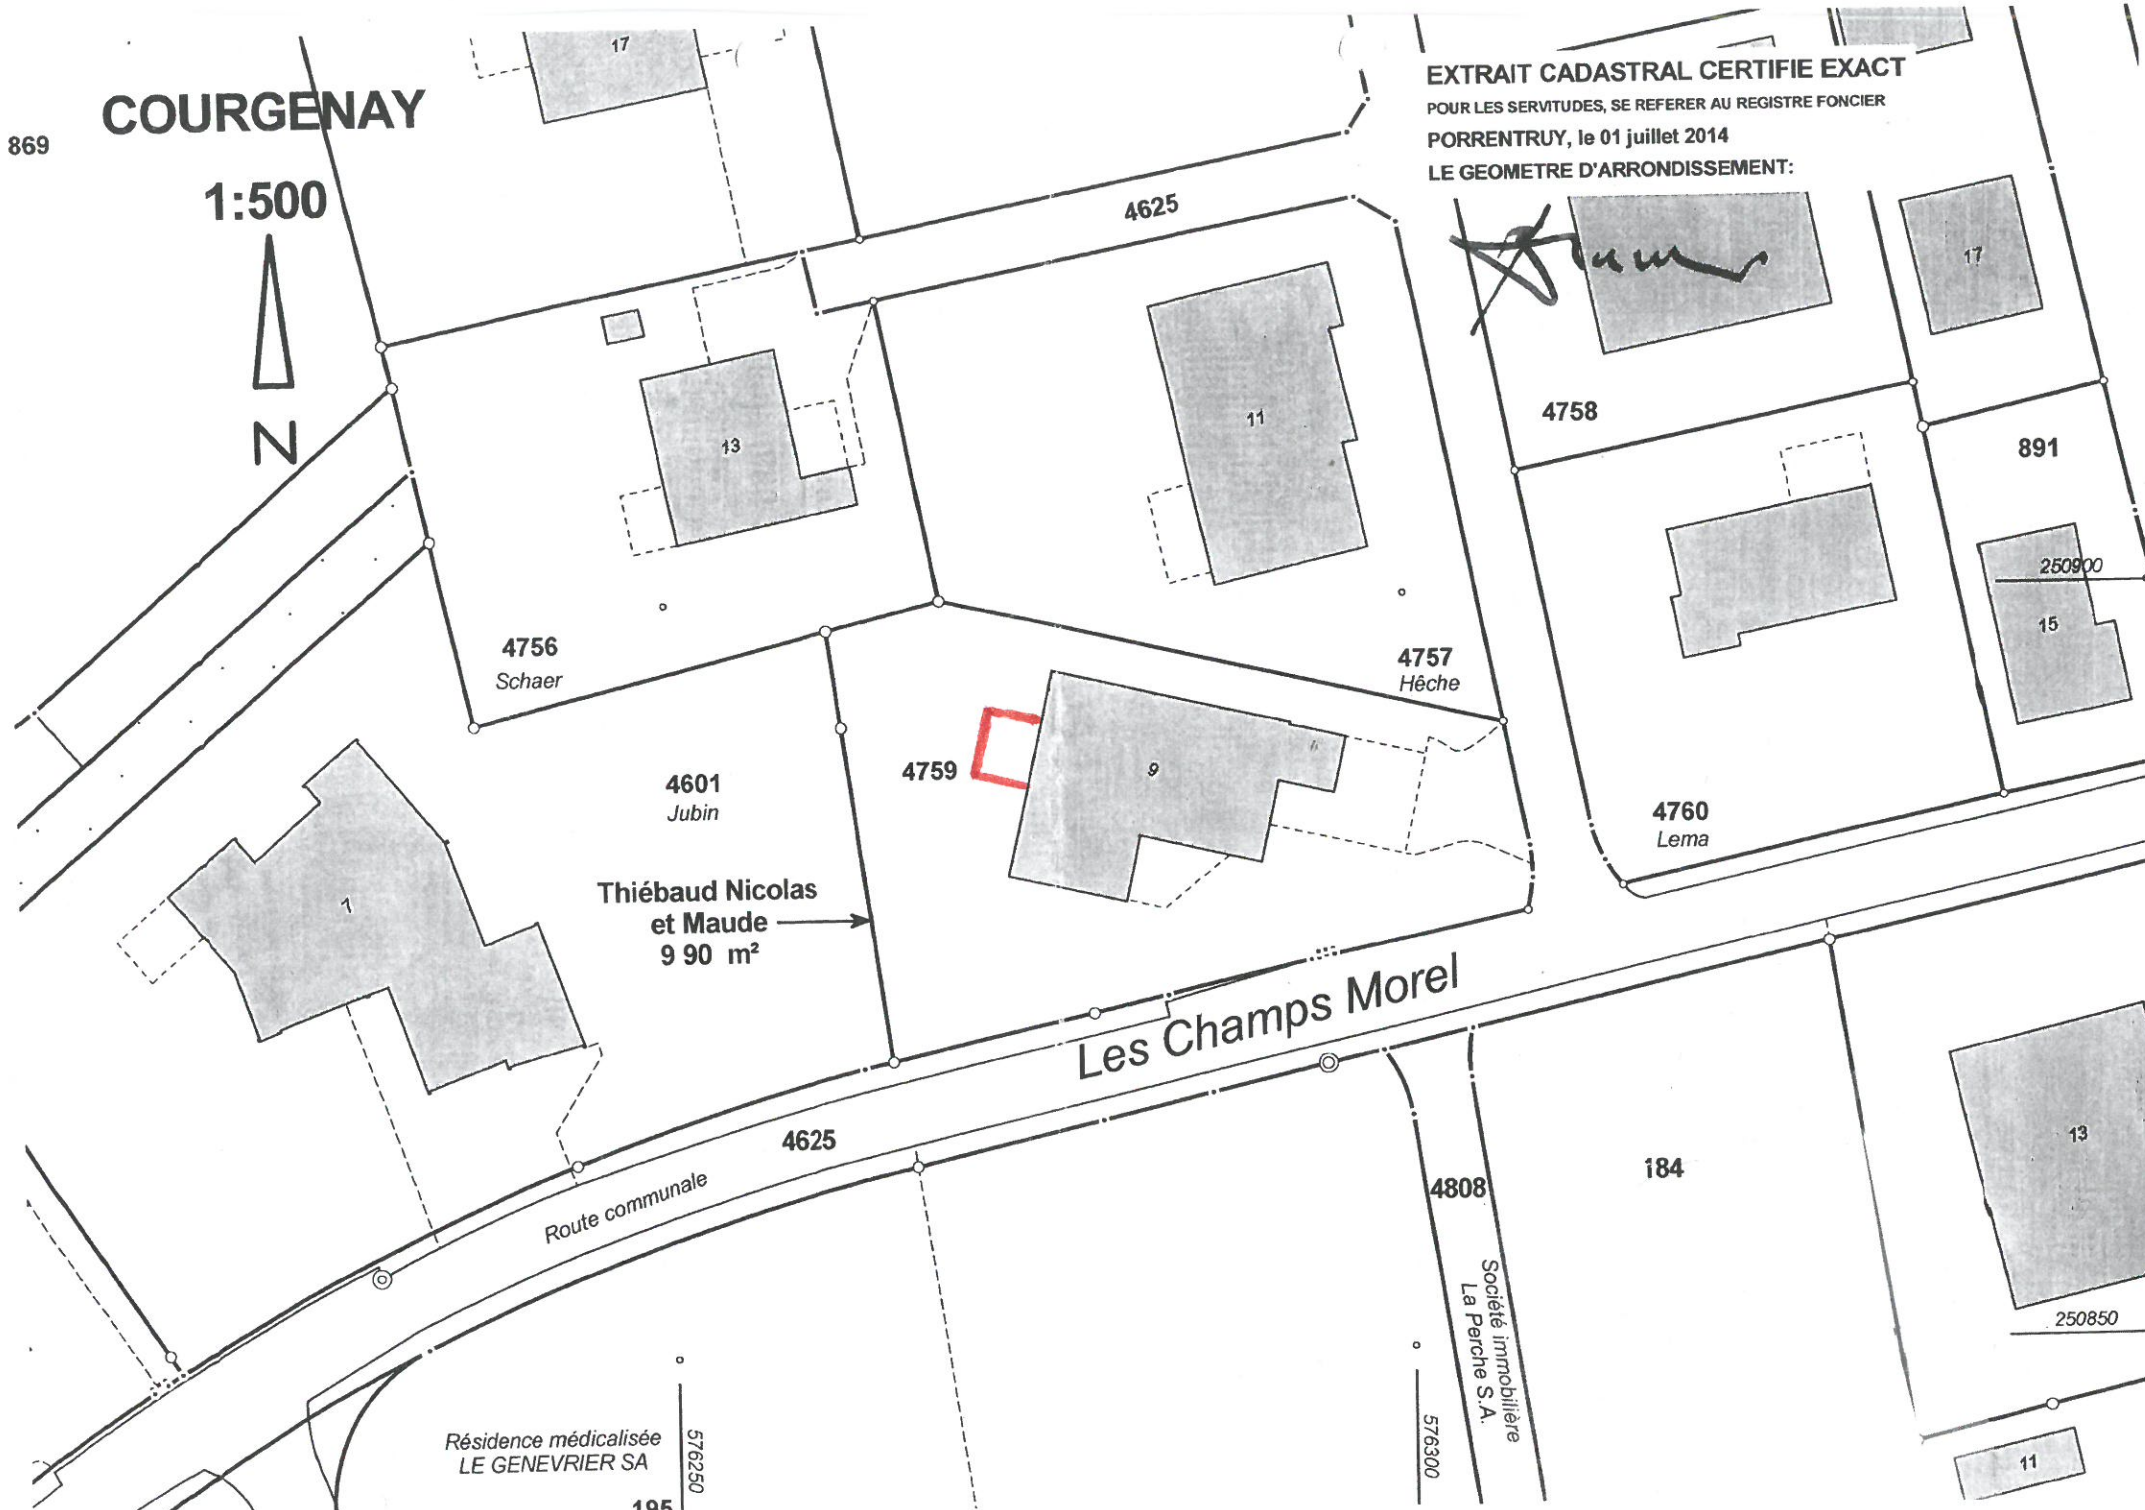 17
COURGENAY
869
1:500
N
EXTRAIT CADASTRAL CERTIFIE EXACT
POUR LES SERVITUDES, SE REFERER AU REGISTRE FONCIER
PORRENTRUY, le 01 juillet 2014
LE GEOMETRE D'ARRONDISSEMENT:
4625
17
13
11
4758
891
250900
15
4756
Schaer
4757
Hêche
4601
Jubin
4759
9
4760
Lema
Thiébaud Nicolas
et Maude
9 90 m²
7
Les Champs Morel
4625
Route communale
4808
184
13
Société immobilière
La Perche S.A.
250850
Résidence médicalisée
LE GENEVRIER SA
576250
576300
195
11